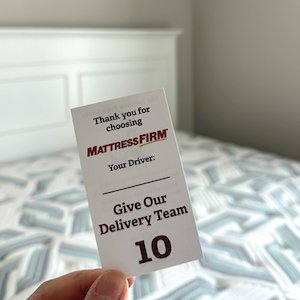 Thank you for
choosing
MATTRESSFIRM
Your Driver:
Give Our
Delivery Team
10